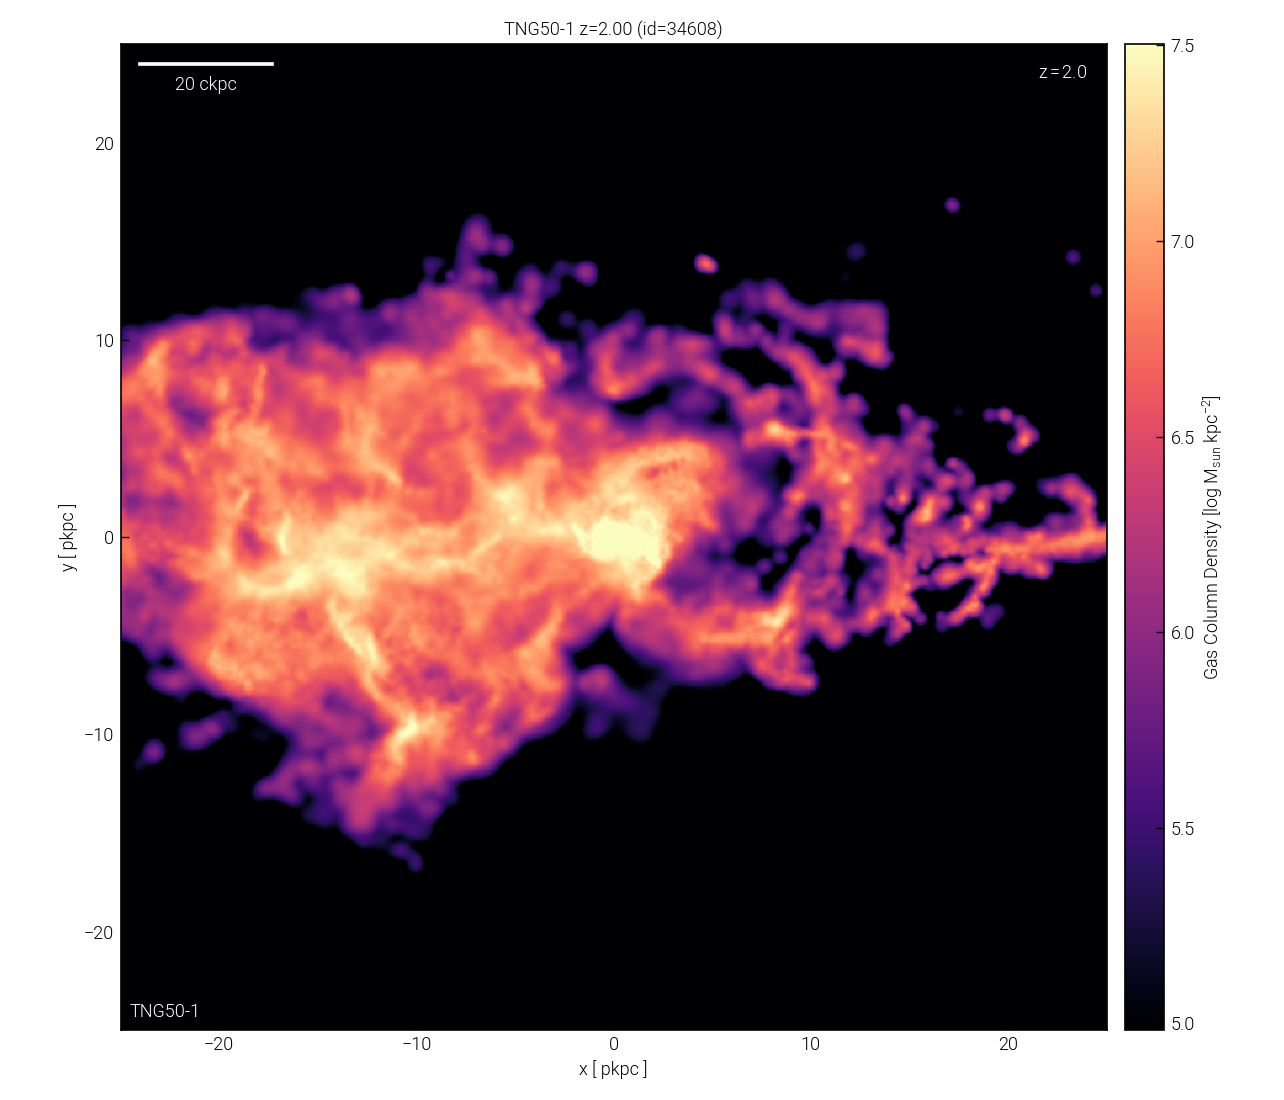 TNG50-1 z=2.00 (id=34608)
20 ckpc
z=2.0
TNG50-1
20
10
0
−10
−20
y [ pkpc ]
−20
−10
0
10
20
x [ pkpc ]
7.5
7.0
6.5
6.0
5.5
5.0
Gas Column Density [log M_sun kpc^−2]